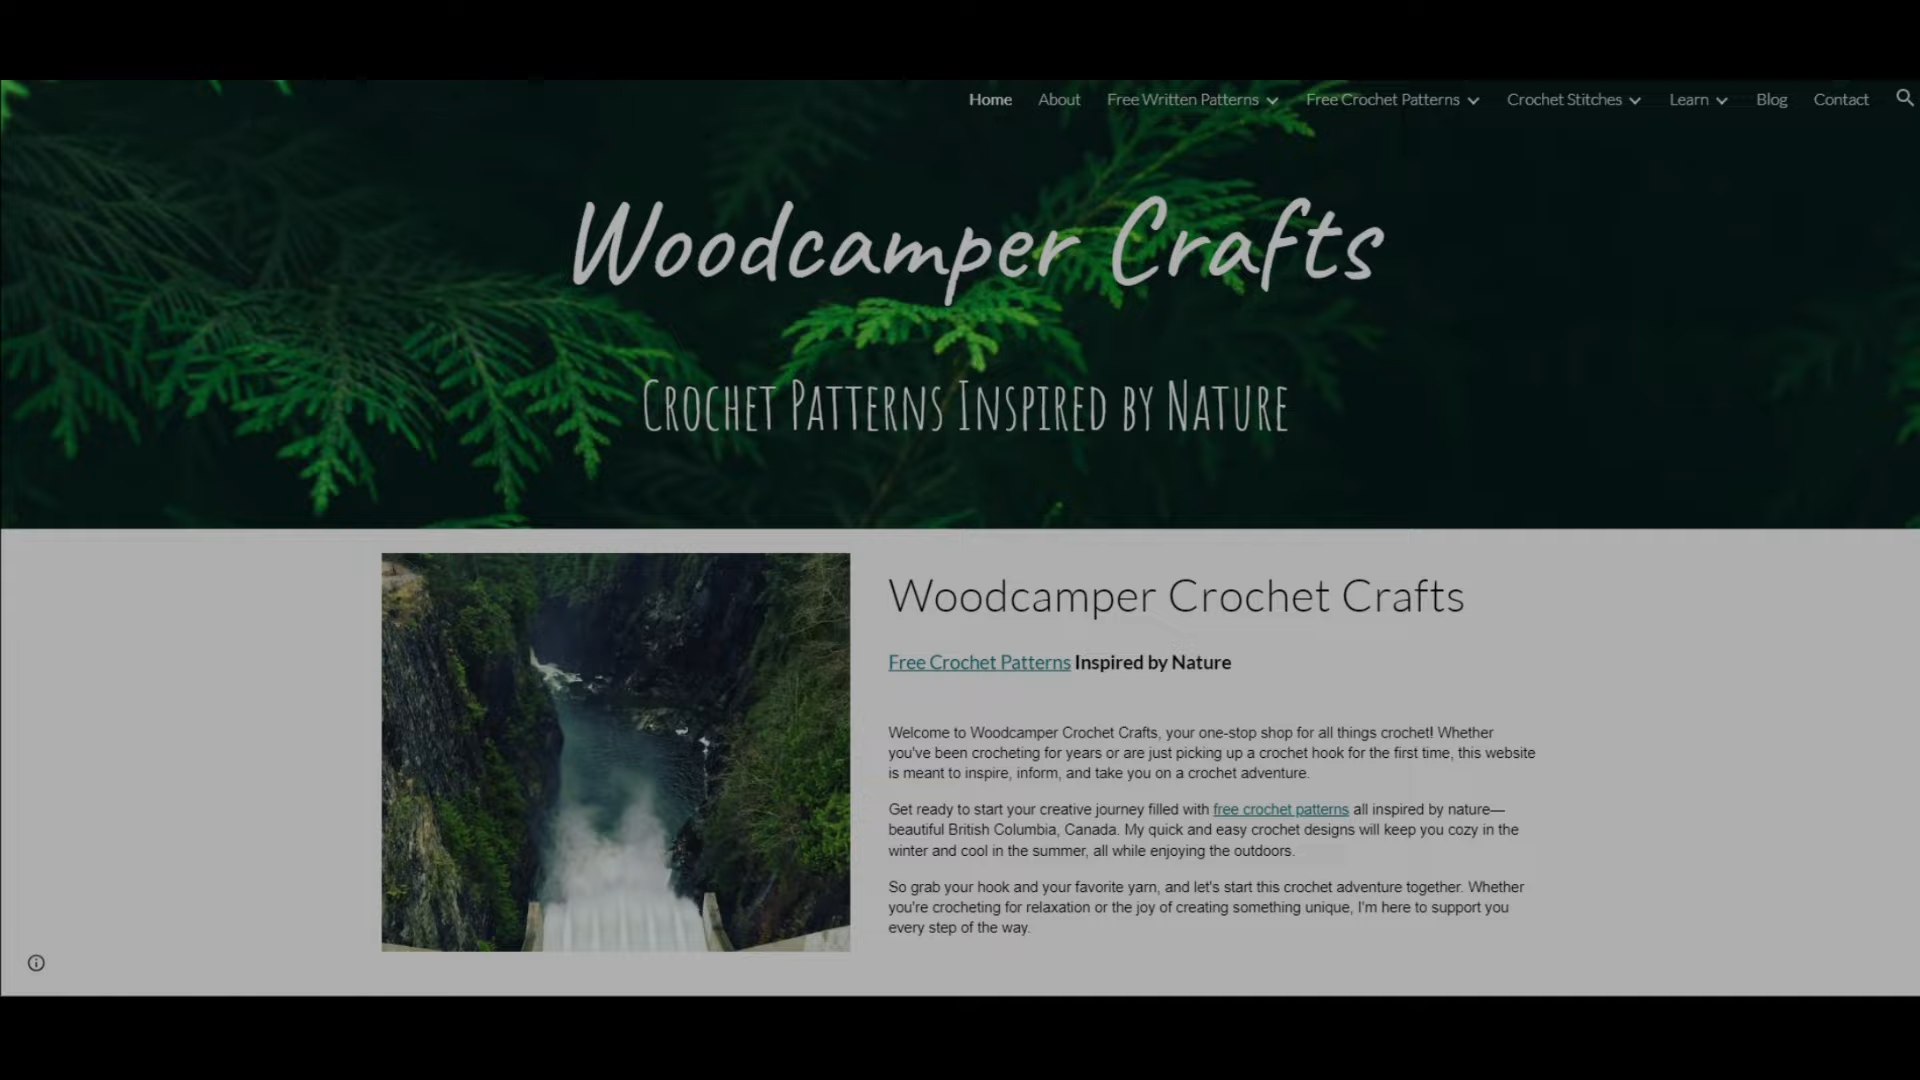 Home About Free Written Patterns Free Crochet Patterns Crochet Stitches Learn Blog Contact
Woodcamper Crafts
Crochet Patterns Inspired by Nature
Woodcamper Crochet Crafts
Free Crochet Patterns Inspired by Nature
Welcome to Woodcamper Crochet Crafts, your one-stop shop for all things crochet! Whether
you've been crocheting for years or are just picking up a crochet hook for the first time, this website
is meant to inspire, inform, and take you on a crochet adventure.
Get ready to start your creative journey filled with free crochet patterns all inspired by nature—
beautiful British Columbia, Canada. My quick and easy crochet designs will keep you cozy in the
winter and cool in the summer, all while enjoying the outdoors.
So grab your hook and your favorite yarn, and let's start this crochet adventure together. Whether
you're crocheting for relaxation or the joy of creating something unique, I'm here to support you
every step of the way.